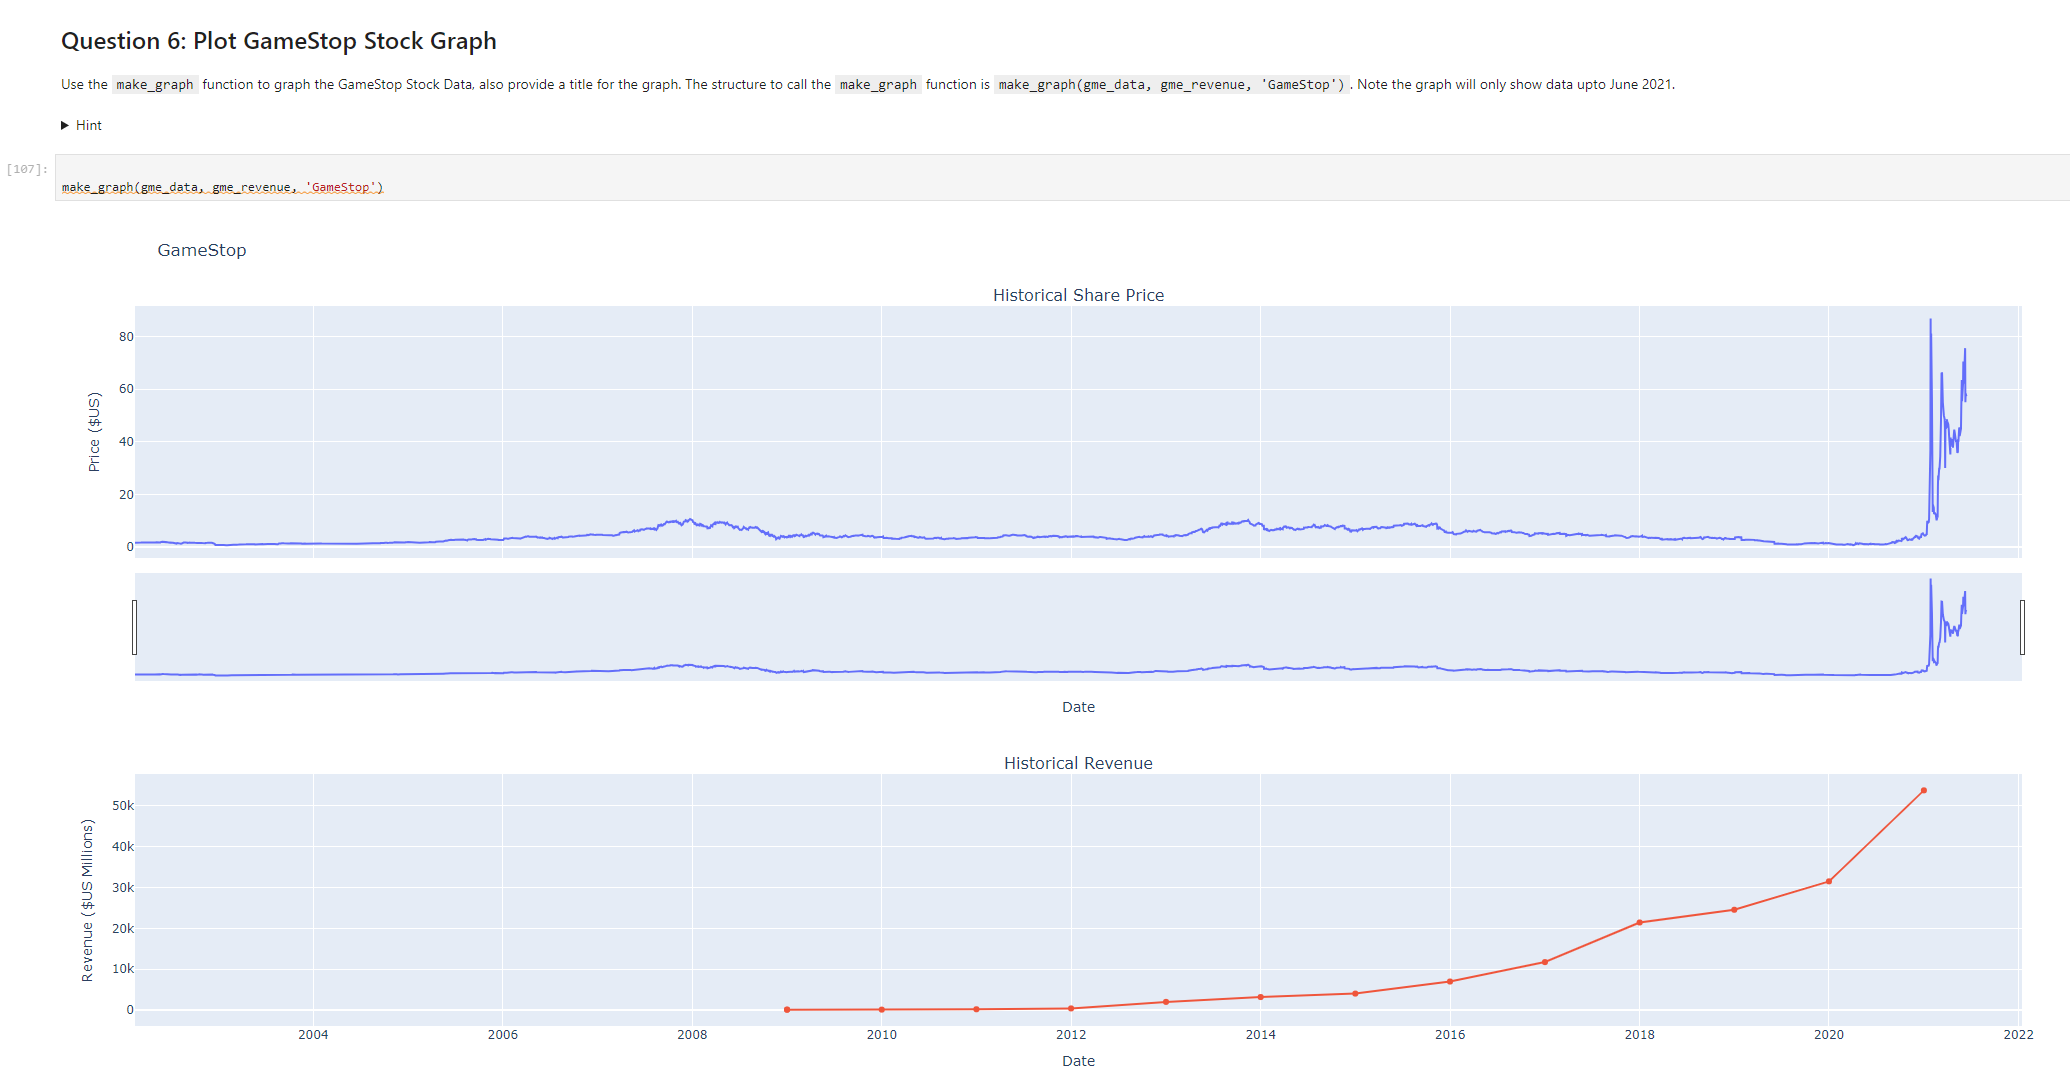 Question 6: Plot GameStop Stock Graph
Use the make_graph function to graph the GameStop Stock Data, also provide a title for the graph. The structure to call the make_graph function is make_graph(gme_data, gme_revenue, 'GameStop'). Note the graph will only show data upto June 2021.
▶ Hint
[107]:
make_graph(gme_data, gme_revenue, 'GameStop')
GameStop
Historical Share Price
Price ($US)
80
60
40
20
0
Date
Historical Revenue
Revenue ($US Millions)
50k
40k
30k
20k
10k
0
2004 2006 2008 2010 2012 2014 2016 2018 2020 2022
Date